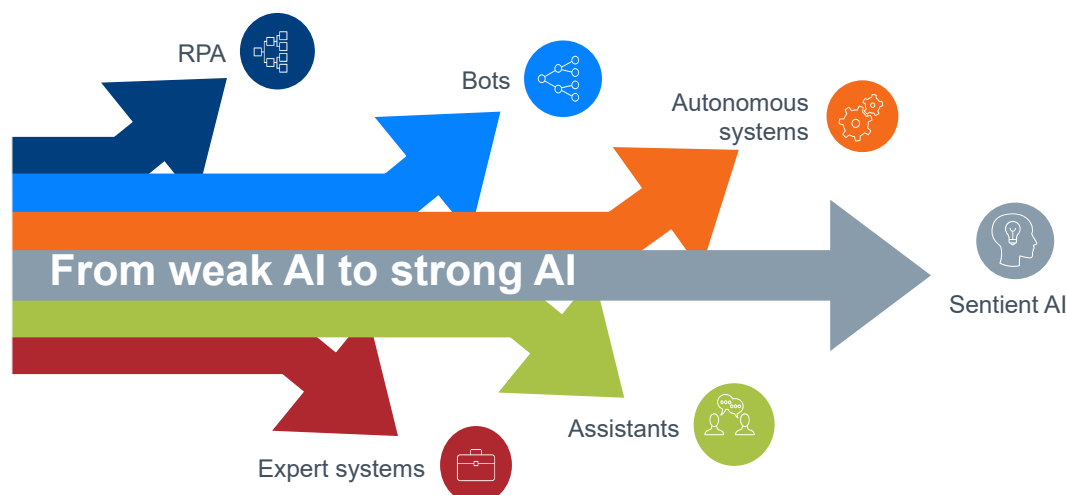 RPA
Bots
Autonomous
systems
From weak AI to strong AI
Sentient AI
Assistants
Expert systems